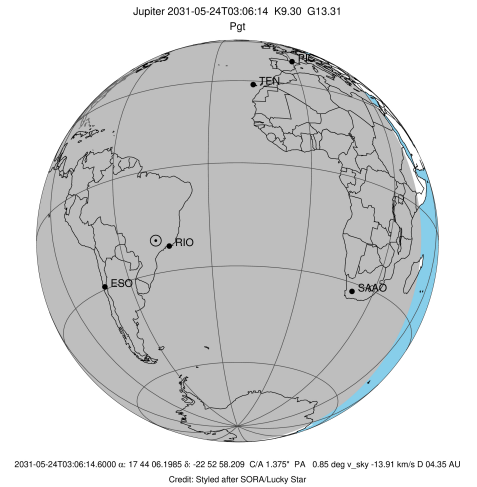 Jupiter 2031-05-24T03:06:14 K9.30 G13.31
Pgt
TEN
RIO
ESO
SAAO
2031-05-24T03:06:14.6000 α: 17 44 06.1985 δ: -22 52 58.209 C/A 1.375" PA 0.85 deg v_sky -13.91 km/s D 04.35 AU
Credit: Styled after SORA/Lucky Star